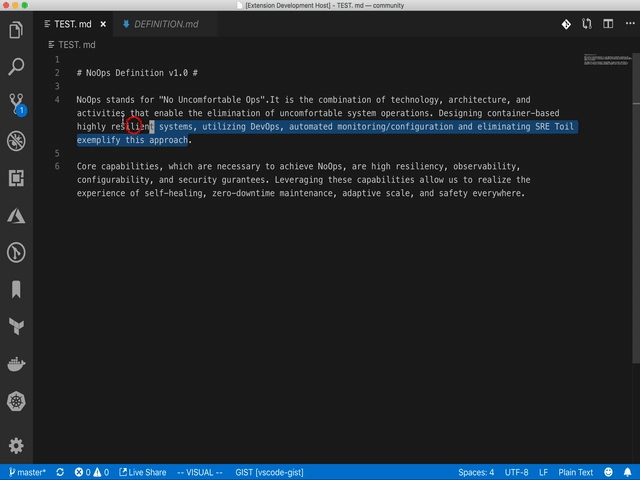 [Extension Development Host] - TEST. md — community
TEST. md × DEFINITION.md
TEST. md
1
2 # NoOps Definition v1.0 #
3
4 NoOps stands for "No Uncomfortable Ops".It is the combination of technology, architecture, and
activities that enable the elimination of uncomfortable system operations. Designing container-based
highly resilient systems, utilizing DevOps, automated monitoring/configuration and eliminating SRE Toil
exemplify this approach.
5
6 Core capabilities, which are necessary to achieve NoOps, are high resiliency, observability,
configurability, and security gurantees. Leveraging these capabilities allow us to realize the
experience of self-healing, zero-downtime maintenance, adaptive scale, and safety everywhere.
1
master* 0 0 Live Share -- VISUAL -- GIST [vscode-gist] Spaces: 4 UTF-8 LF Plain Text